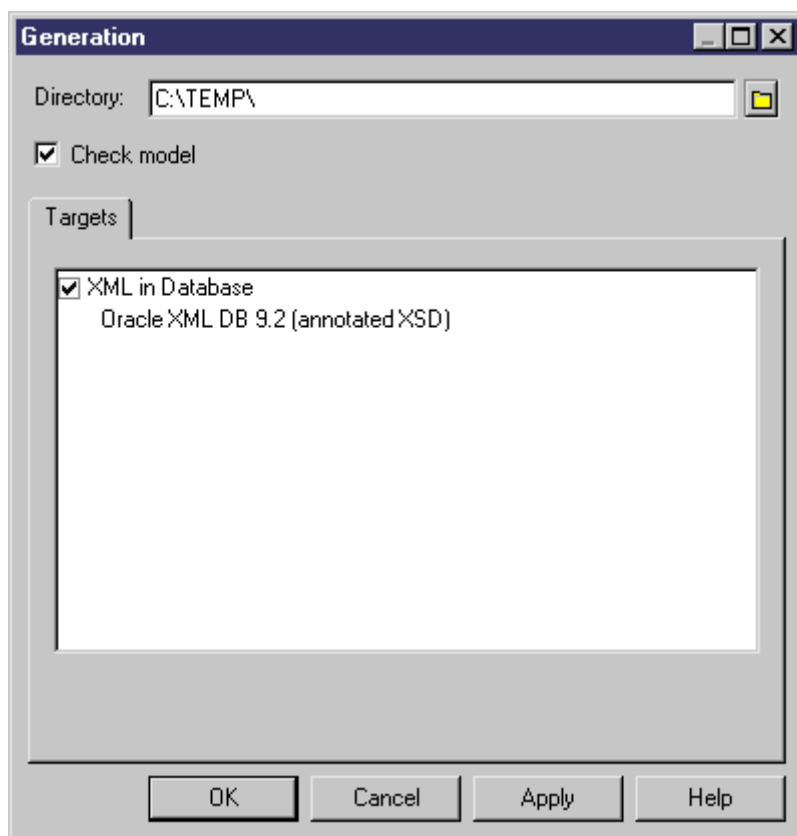 Generation
Directory: C:\TEMP\
Check model
Targets
XML in Database
Oracle XML DB 9.2 (annotated XSD)
OK Cancel Apply Help